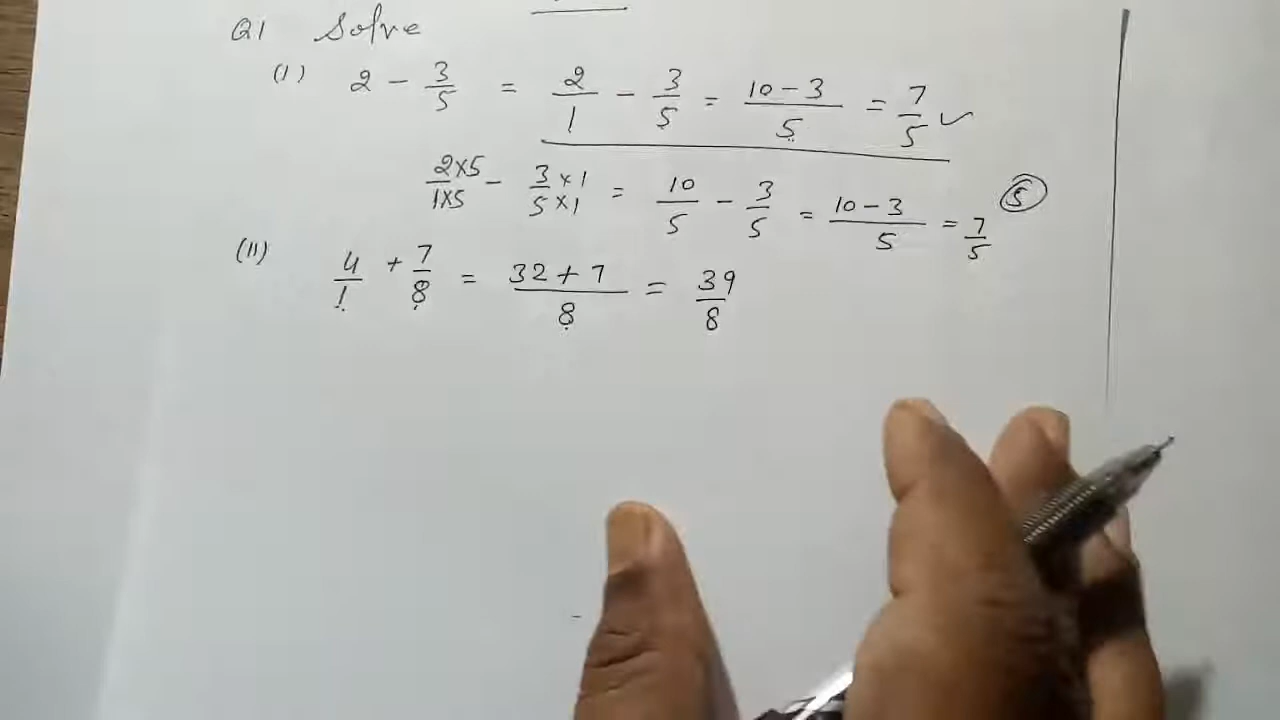 Q1 Solve
(I) 2 - 3/5 = 2/1 - 3/5 = 10-3/5 = 7/5 ✓
2×5/1×5 - 3×1/5×1 = 10/5 - 3/5 = 10-3/5 = 7/5 5
(II) 4/1 + 7/8 = 32+7/8 = 39/8